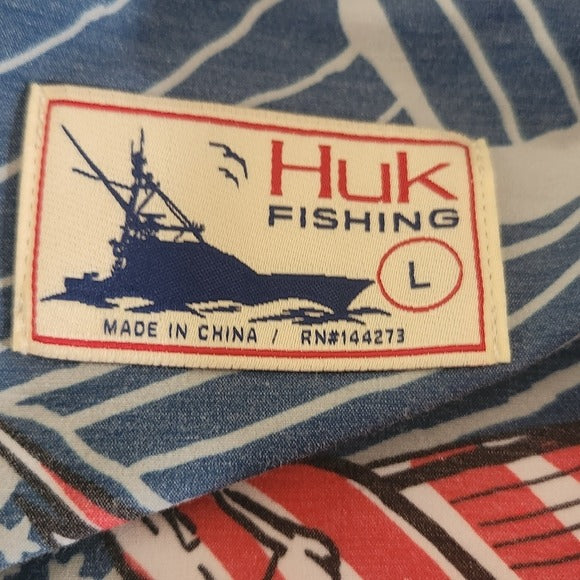 Huk
FISHING
L
MADE IN CHINA / RN#144273